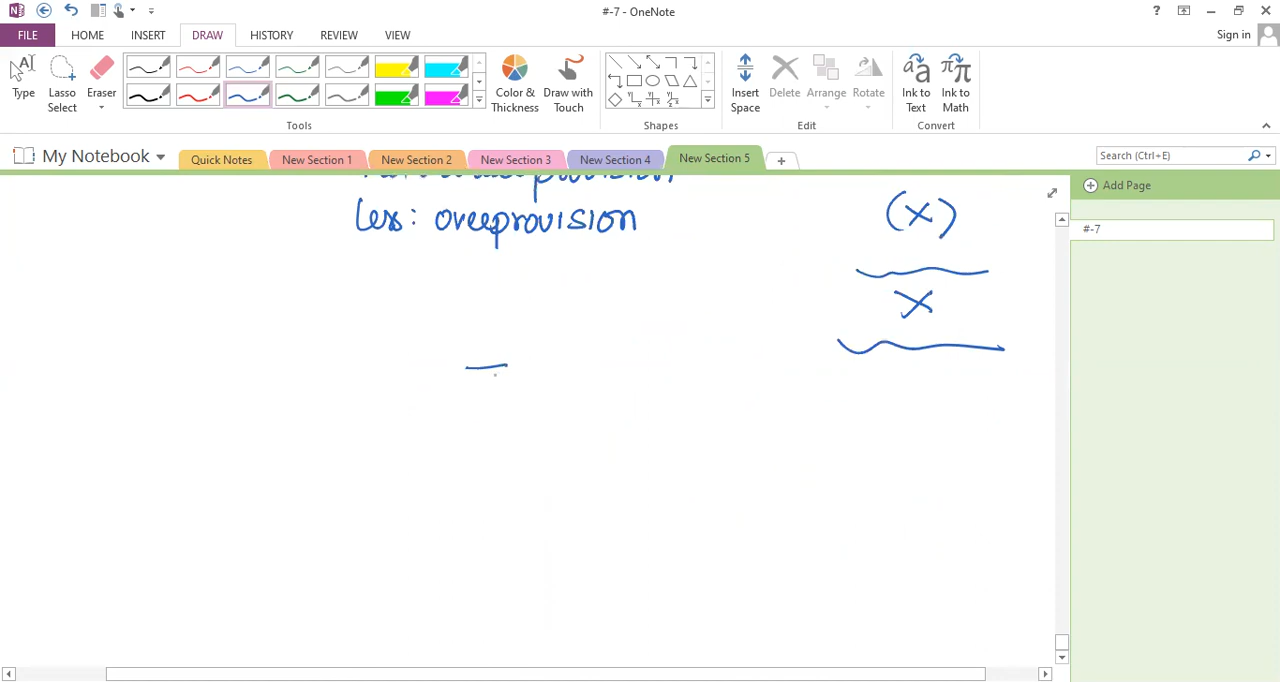 #-7 - OneNote
?
FILE HOME INSERT DRAW HISTORY REVIEW VIEW
Sign in
Type
Lasso Select
Eraser
Color & Thickness
Draw with Touch
Insert Space
Delete
Arrange
Rotate
Ink to Text
Ink to Math
Tools
Shapes
Edit
Convert
My Notebook
Quick Notes
New Section 1
New Section 2
New Section 3
New Section 4
New Section 5
Search (Ctrl+E)
Add Page
#-7
Less: overprovision (X)
X